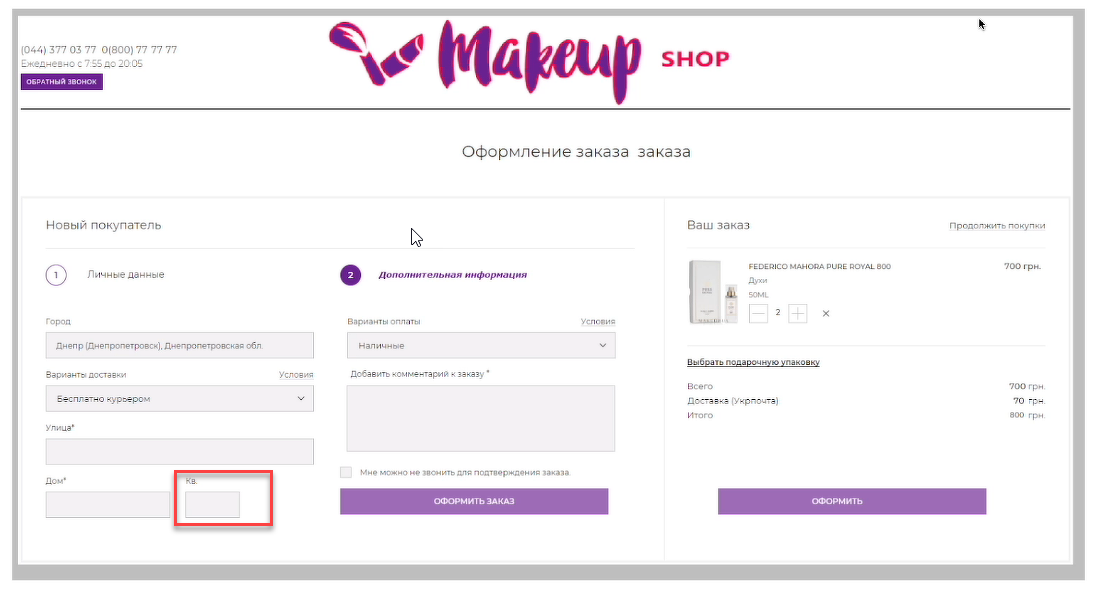 (044) 377 03 77 0(800) 77 77 77
Ежедневно с 7:55 до 20:05
ОБРАТНЫЙ ЗВОНОК
Makeup SHOP
Оформление заказа заказа
Новый покупатель
1 Личные данные
2 Дополнительная информация
Город
Днепр (Днепропетровск), Днепропетровская обл.
Варианты доставки Условия
Бесплатно курьером
Улица*
Дом* Кв.
Варианты оплаты Условия
Наличные
Добавить комментарий к заказу *
Мне можно не звонить для подтверждения заказа.
ОФОРМИТЬ ЗАКАЗ
Ваш заказ Продолжить покупки
FEDERICO MAHORA PURE ROYAL 800 700 грн.
Духи
50ML
2
Выбрать подарочную упаковку
Всего 700 грн.
Доставка (Укрпочта) 70 грн.
Итого 800 грн.
ОФОРМИТЬ